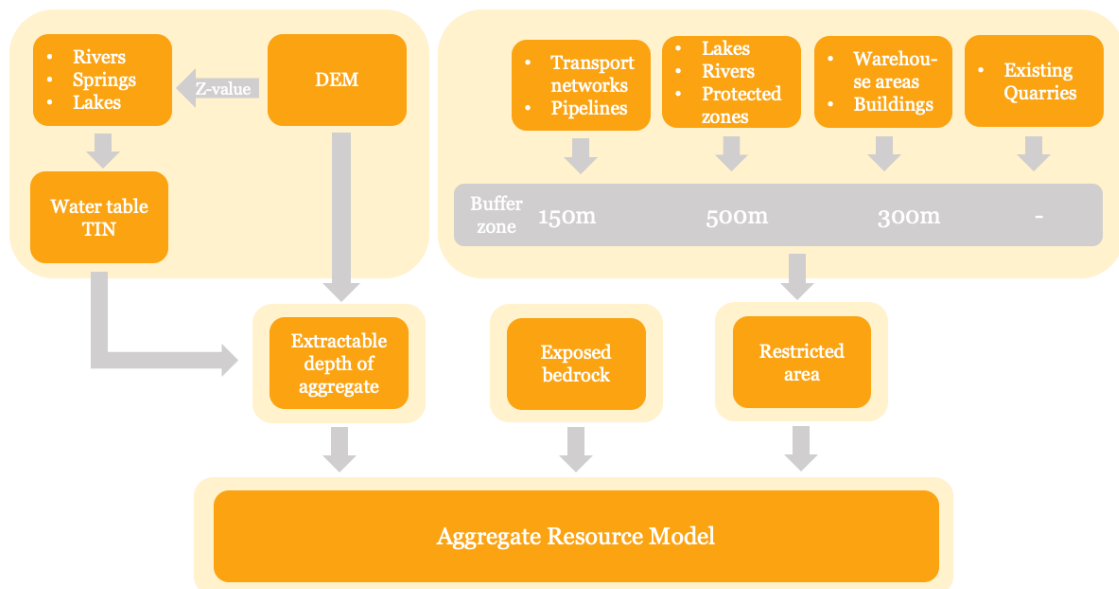 • Rivers
• Springs
• Lakes
Z-value
DEM
Water table
TIN
• Transport
networks
• Pipelines
• Lakes
• Rivers
• Protected
zones
• Warehou-
se areas
• Buildings
• Existing
Quarries
Buffer
zone
150m
500m
300m
-
Extractable
depth of
aggregate
Exposed
bedrock
Restricted
area
Aggregate Resource Model